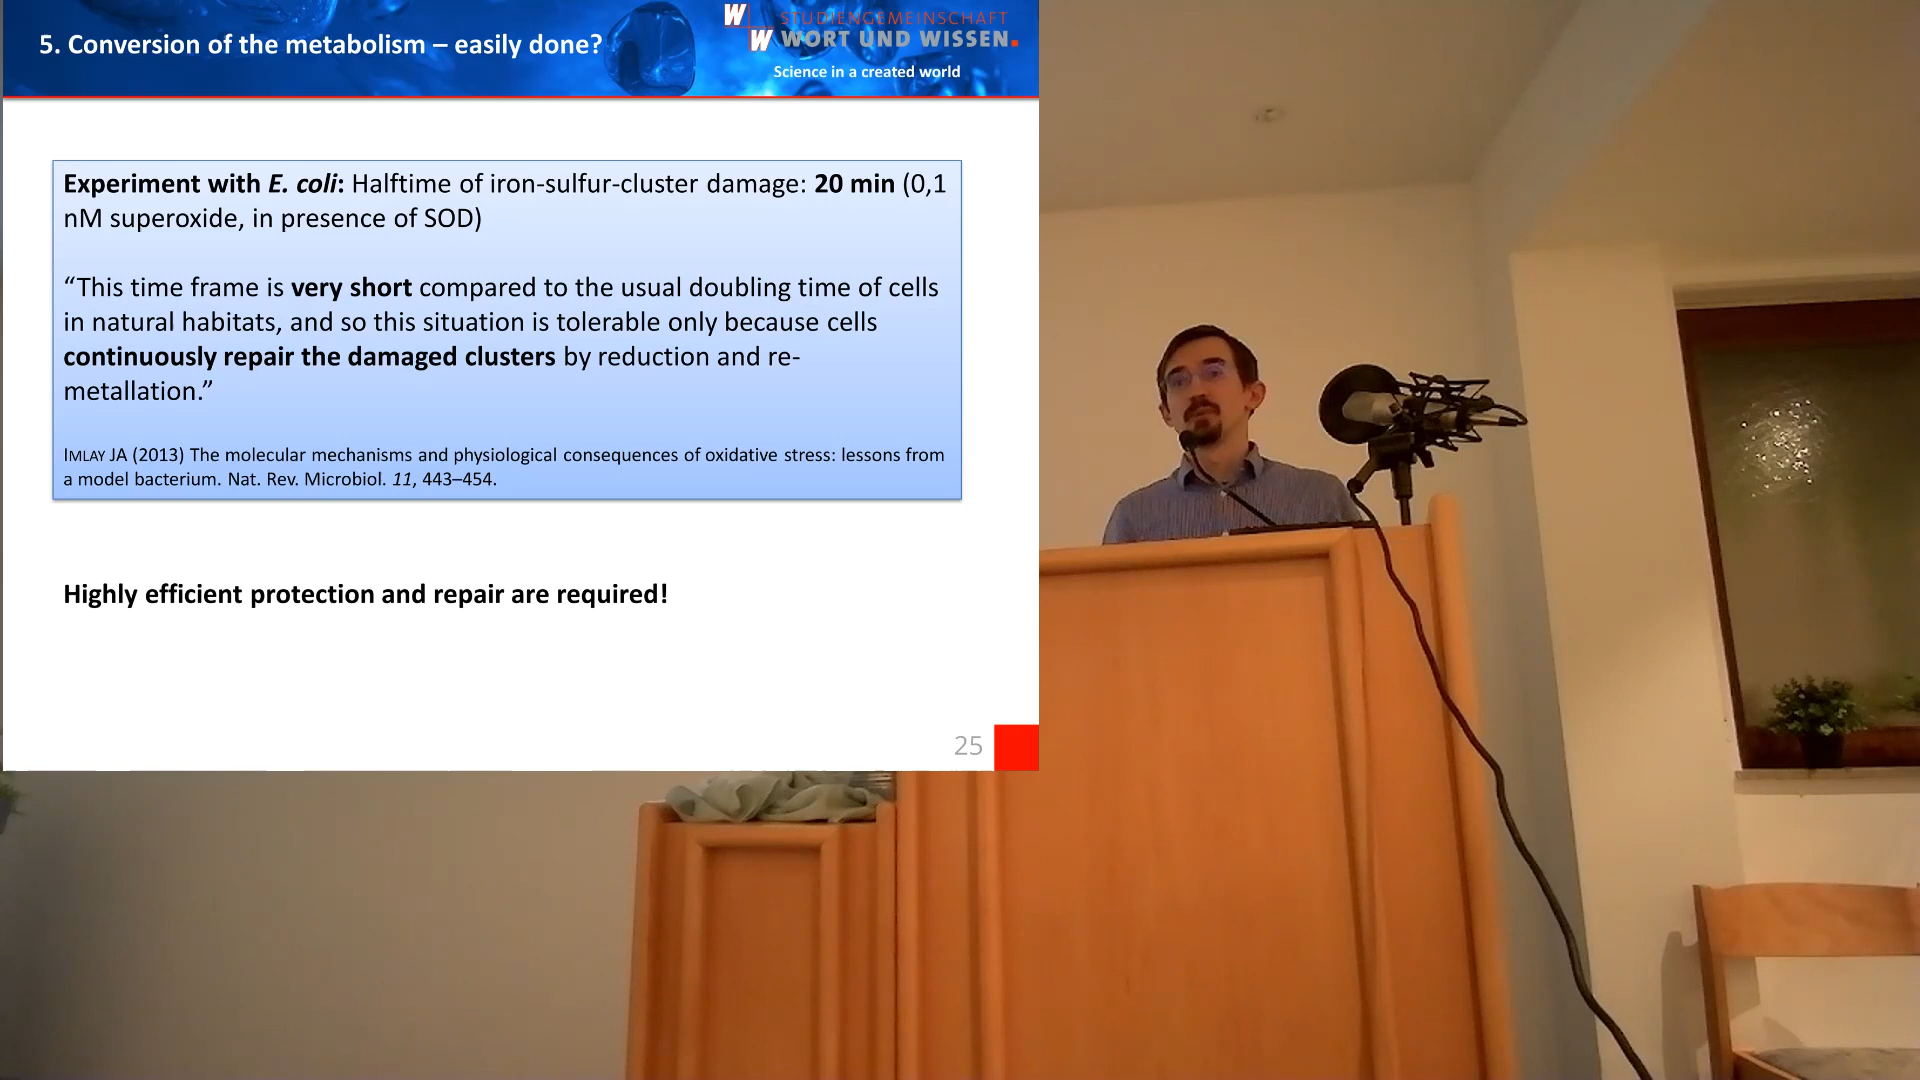 5. Conversion of the metabolism – easily done?
W
W
STUDIENGEMEINSCHAFT
WORT UND WISSEN.
Science in a created world
Experiment with E. coli: Halftime of iron-sulfur-cluster damage: 20 min (0,1
nM superoxide, in presence of SOD)
“This time frame is very short compared to the usual doubling time of cells
in natural habitats, and so this situation is tolerable only because cells
continuously repair the damaged clusters by reduction and re-
metallation.”
IMLAY JA (2013) The molecular mechanisms and physiological consequences of oxidative stress: lessons from
a model bacterium. Nat. Rev. Microbiol. 11, 443–454.
Highly efficient protection and repair are required!
25